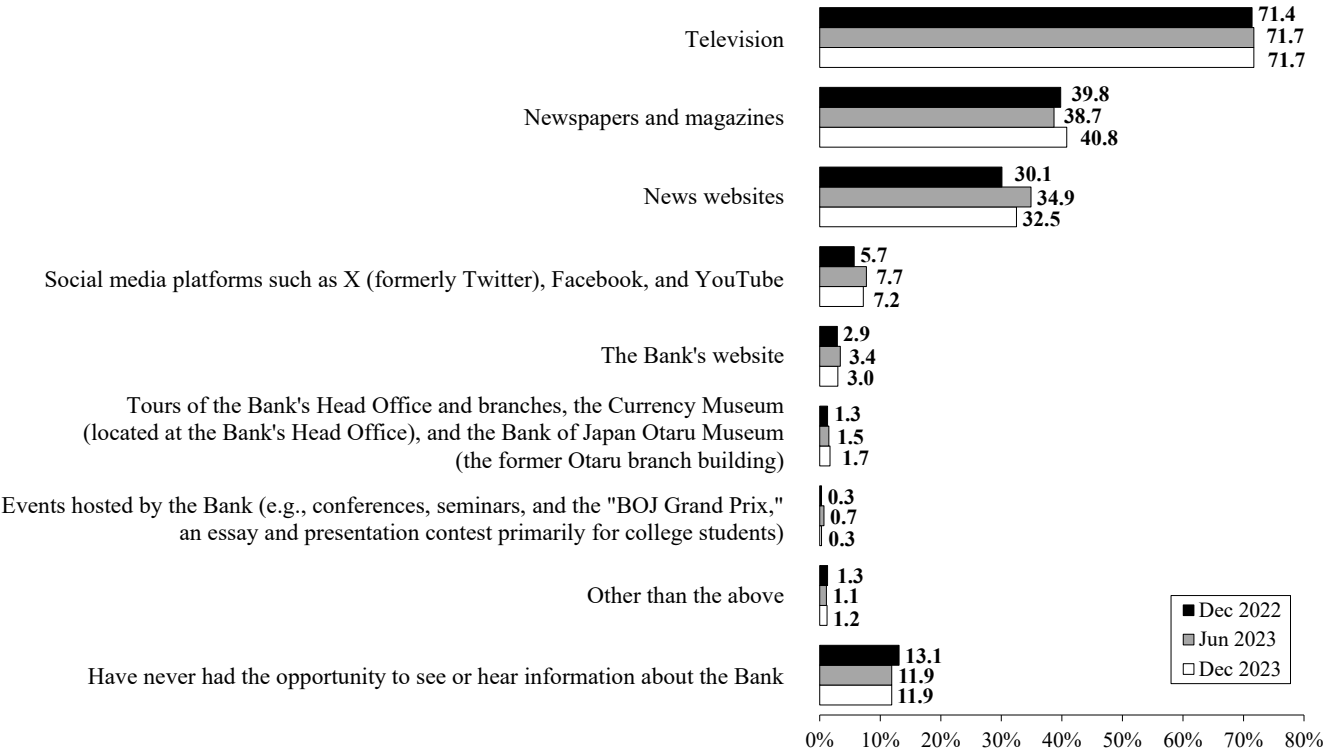 Television
71.4
71.7
71.7
Newspapers and magazines
39.8
38.7
40.8
News websites
30.1
34.9
32.5
Social media platforms such as X (formerly Twitter), Facebook, and YouTube
5.7
7.7
7.2
The Bank's website
2.9
3.4
3.0
Tours of the Bank's Head Office and branches, the Currency Museum
(located at the Bank's Head Office), and the Bank of Japan Otaru Museum
(the former Otaru branch building)
1.3
1.5
1.7
Events hosted by the Bank (e.g., conferences, seminars, and the "BOJ Grand Prix,"
an essay and presentation contest primarily for college students)
0.3
0.7
0.3
Other than the above
1.3
1.1
1.2
Have never had the opportunity to see or hear information about the Bank
13.1
11.9
11.9
Dec 2022
Jun 2023
Dec 2023
0% 10% 20% 30% 40% 50% 60% 70% 80%